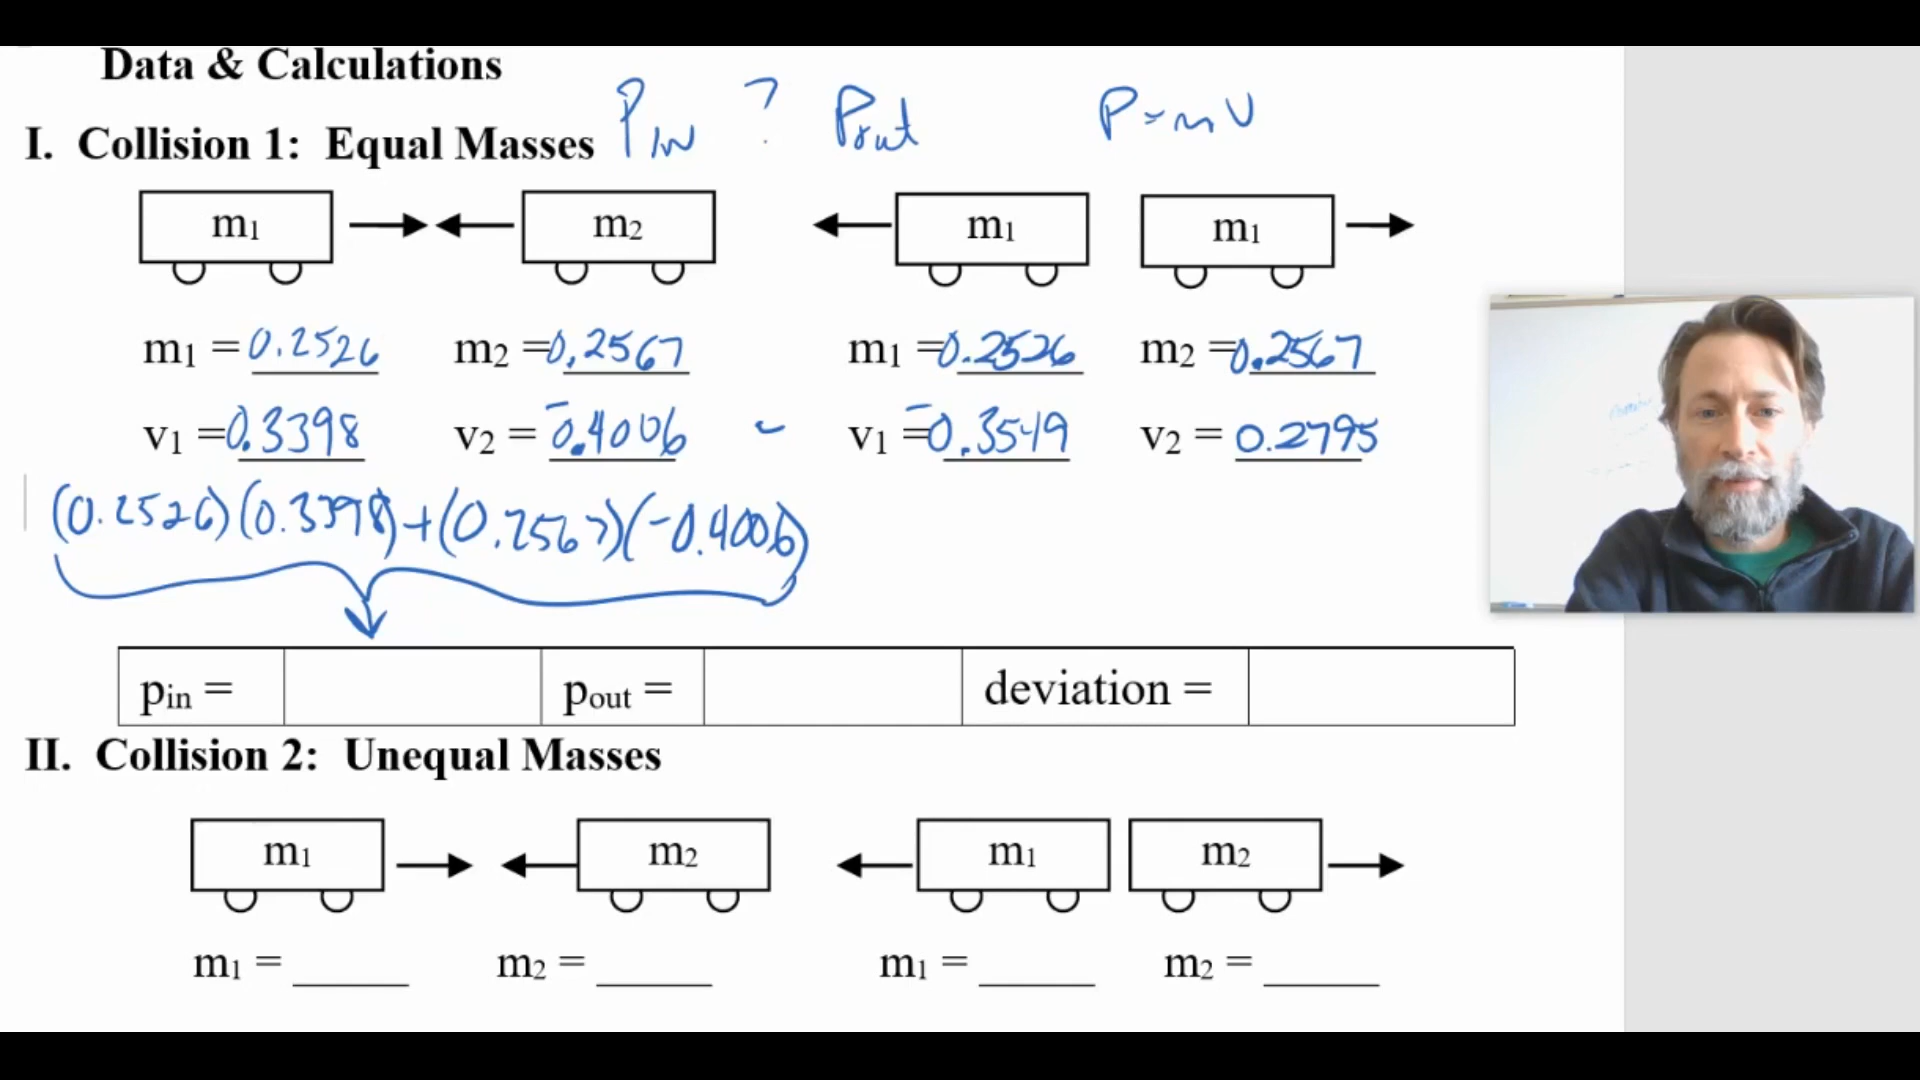 Data & Calculations
I. Collision 1: Equal Masses Pin ? Pout P=mV
m1 m2 m1 m1
m1 = 0.2526 m2 = 0.2567 m1 = 0.2526 m2 = 0.2567
v1 = 0.3398 v2 = -0.4006 v1 = -0.3549 v2 = 0.2795
(0.2526)(0.3398)+(0.2567)(-0.4006)
pin = pout = deviation =
II. Collision 2: Unequal Masses
m1 m2 m1 m2
m1 = ______ m2 = ______ m1 = ______ m2 = ______